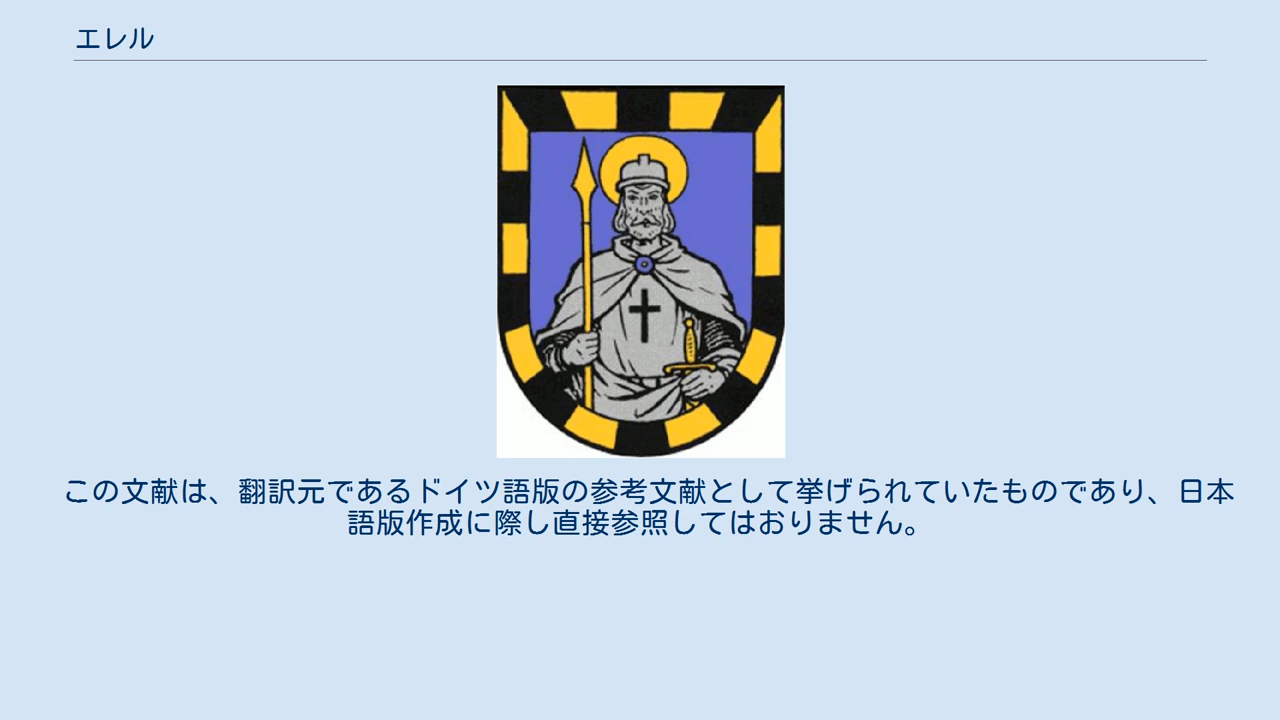 エレル
この文献は、翻訳元であるドイツ語版の参考文献として挙げられていたものであり、日本
語版作成に際し直接参照してはおりません。